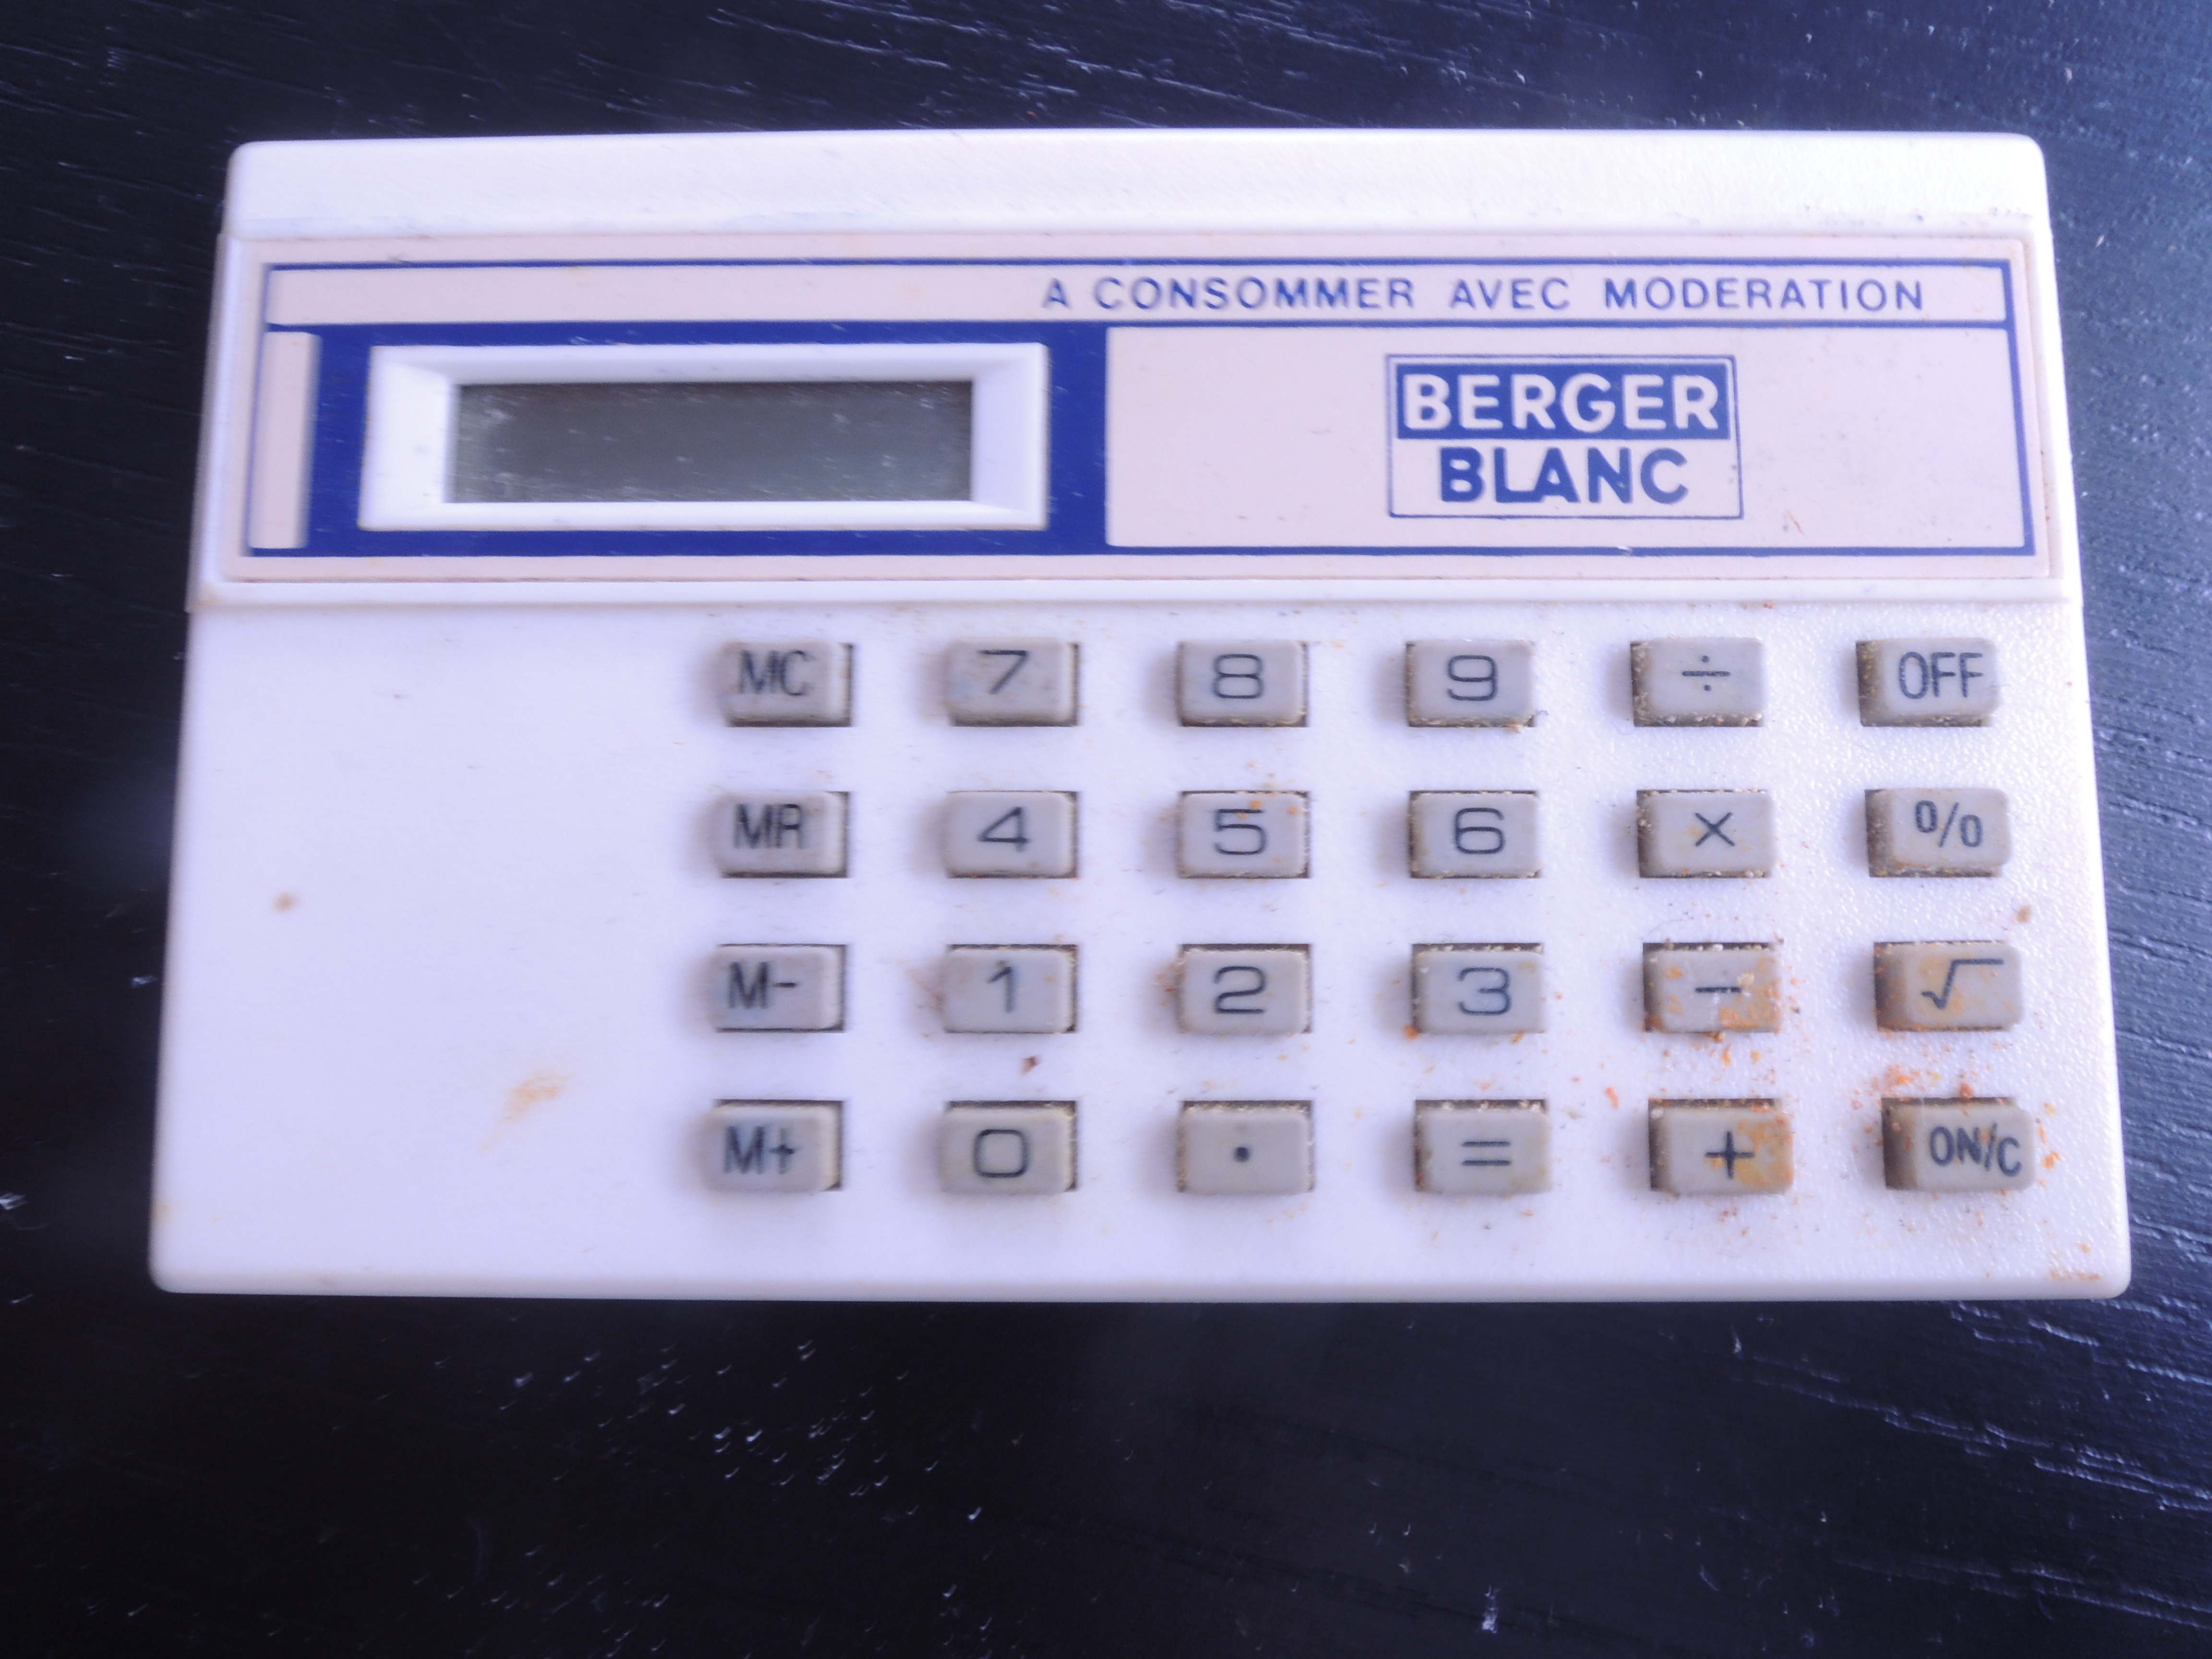 A CONSOMMER AVEC MODERATION
BERGER
BLANC
MC 7 8 9 ÷ OFF
MR 4 5 6 × %
M- 1 2 3 - √
M+ 0 . = + ON/C